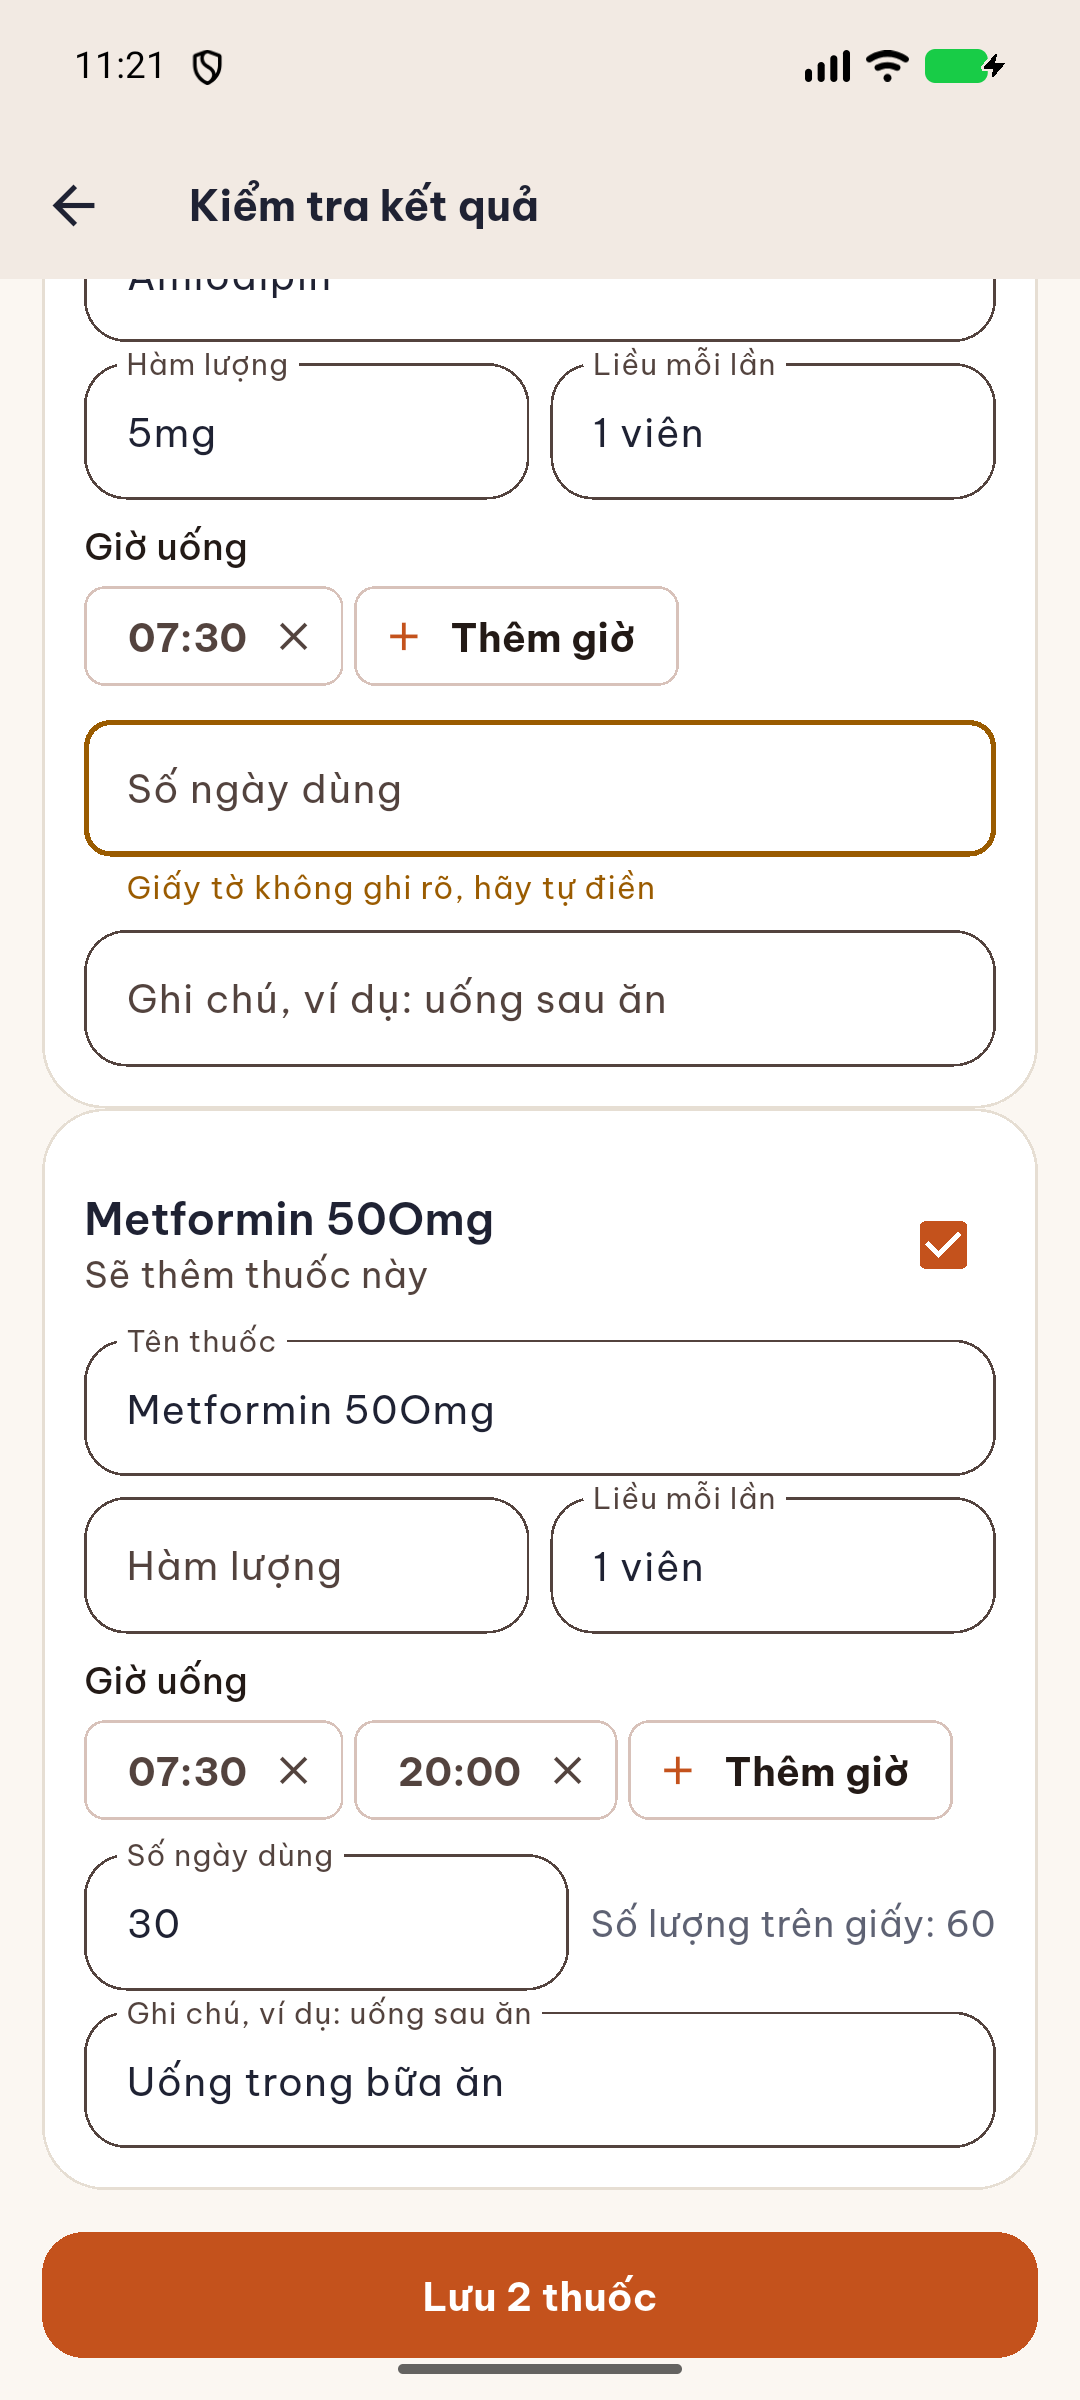 11:21
Kiểm tra kết quả
Amlodipin
Hàm lượng
Liều mỗi lần
5mg
1 viên
Giờ uống
07:30
Thêm giờ
Số ngày dùng
Giấy tờ không ghi rõ, hãy tự điền
Ghi chú, ví dụ: uống sau ăn
Metformin 50Omg
Sẽ thêm thuốc này
Tên thuốc
Metformin 50Omg
Hàm lượng
Liều mỗi lần
1 viên
Giờ uống
07:30
20:00
Thêm giờ
Số ngày dùng
30
Số lượng trên giấy: 60
Ghi chú, ví dụ: uống sau ăn
Uống trong bữa ăn
Lưu 2 thuốc